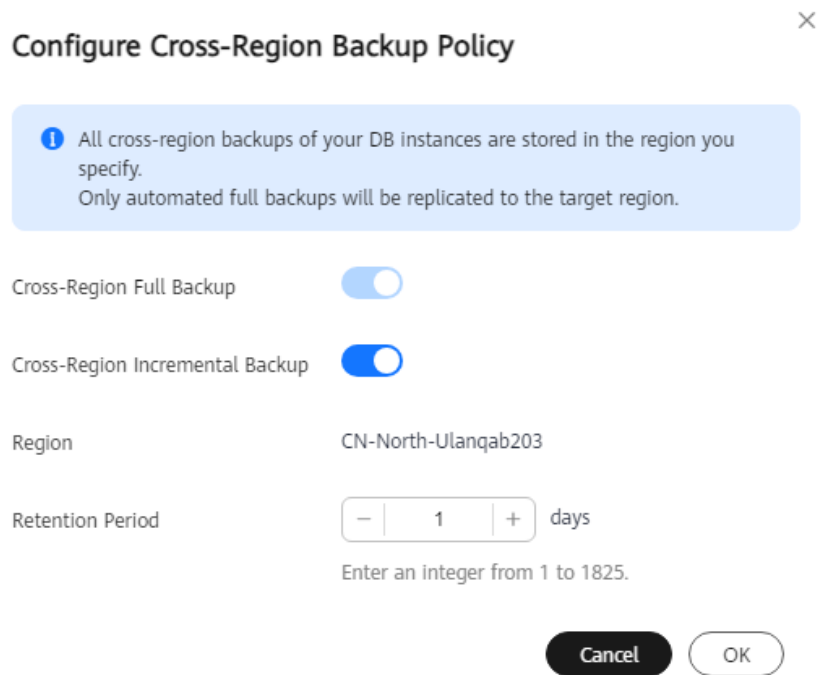 Configure Cross-Region Backup Policy
All cross-region backups of your DB instances are stored in the region you
specify.
Only automated full backups will be replicated to the target region.
Cross-Region Full Backup
Cross-Region Incremental Backup
Region CN-North-Ulanqab203
Retention Period 1 days
Enter an integer from 1 to 1825.
Cancel OK